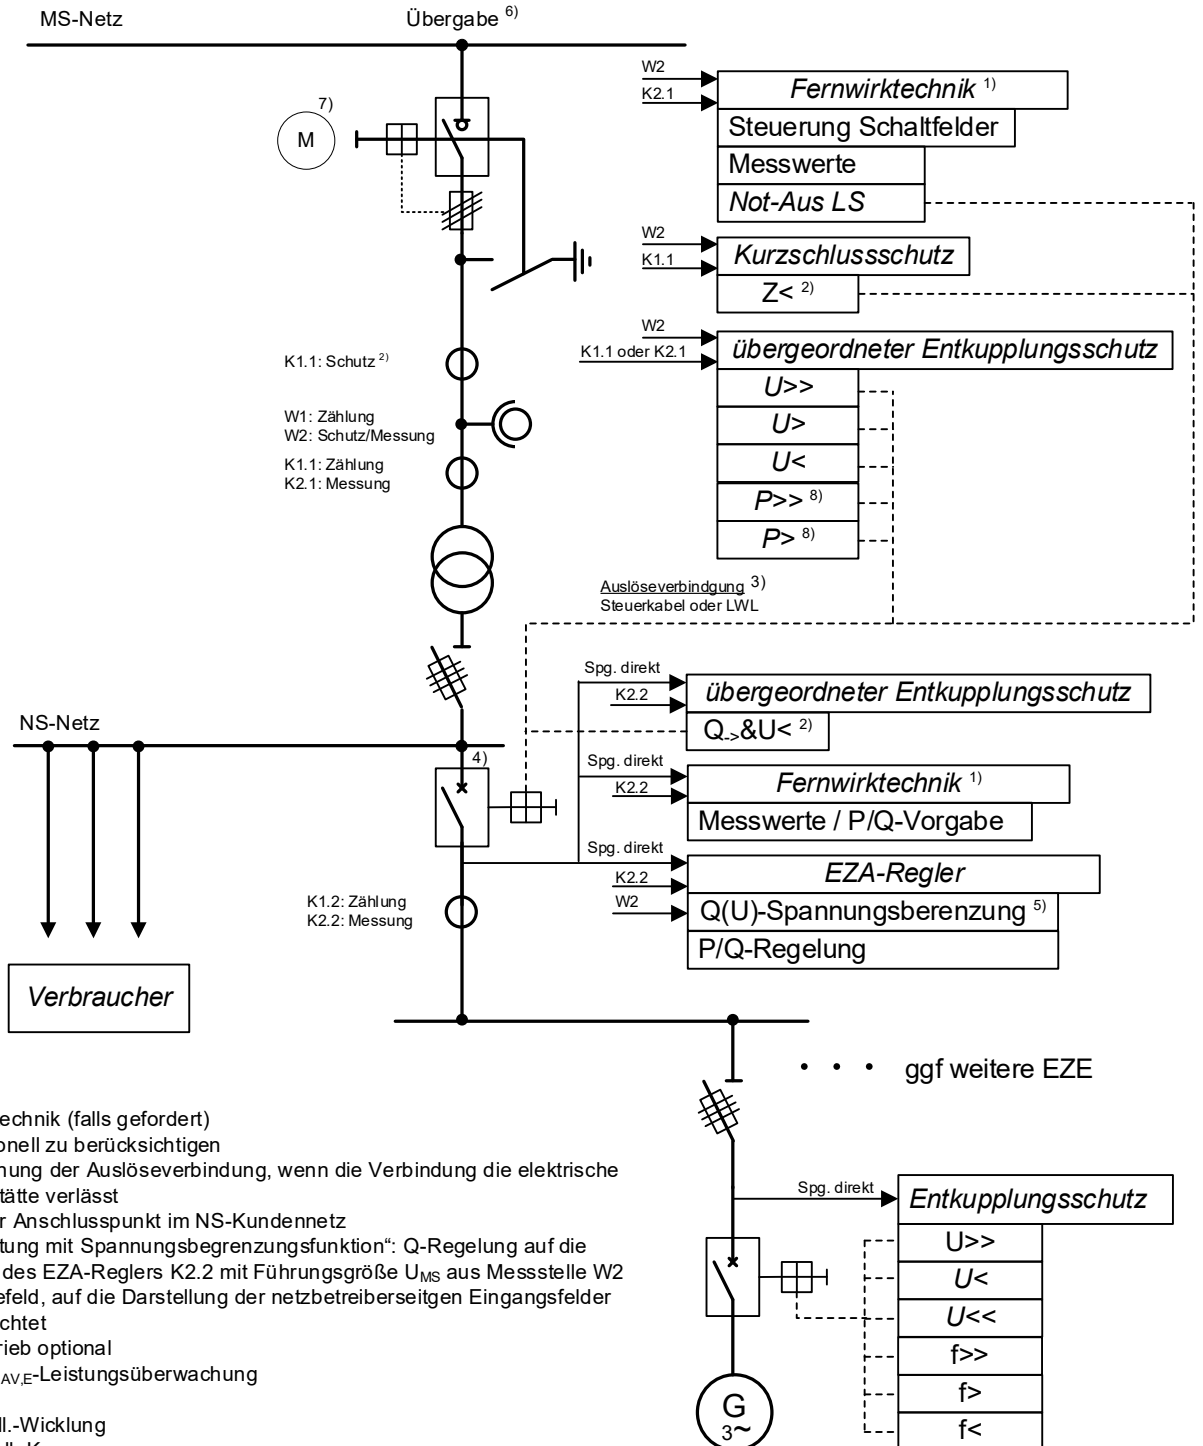 MS-Netz
Übergabe 6)
7)
M
W2
K2.1
Fernwirktechnik 1)
Steuerung Schaltfelder
Messwerte
Not-Aus LS
W2
K1.1
Kurzschlussschutz
Z< 2)
W2
K1.1 oder K2.1
übergeordneter Entkupplungsschutz
U>>
U>
U<
P>> 8)
P> 8)
K1.1: Schutz 2)
W1: Zählung
W2: Schutz/Messung
K1.1: Zählung
K2.1: Messung
Auslöseverbindgung 3)
Steuerkabel oder LWL
Spg. direkt
K2.2
übergeordneter Entkupplungsschutz
Q->&U< 2)
NS-Netz
4)
Spg. direkt
K2.2
Fernwirktechnik 1)
Messwerte / P/Q-Vorgabe
Spg. direkt
K2.2
W2
EZA-Regler
Q(U)-Spannungsberenzung 5)
P/Q-Regelung
K1.2: Zählung
K2.2: Messung
Verbraucher
ggf weitere EZE
echnik (falls gefordert)
onell zu berücksichtigen
nung der Auslöseverbindung, wenn die Verbindung die elektrische
tätte verlässt
r Anschlusspunkt im NS-Kundennetz
tung mit Spannungsbegrenzungsfunktion“: Q-Regelung auf die
des EZA-Reglers K2.2 mit Führungsgröße UMS aus Messstelle W2
efeld, auf die Darstellung der netzbetreiberseitgen Eingangsfelder
chtet
rieb optional
AV,E-Leistungsüberwachung
ll.-Wicklung
Spg. direkt
Entkupplungsschutz
U>>
U<
U<<
f>>
f>
f<
G
3~